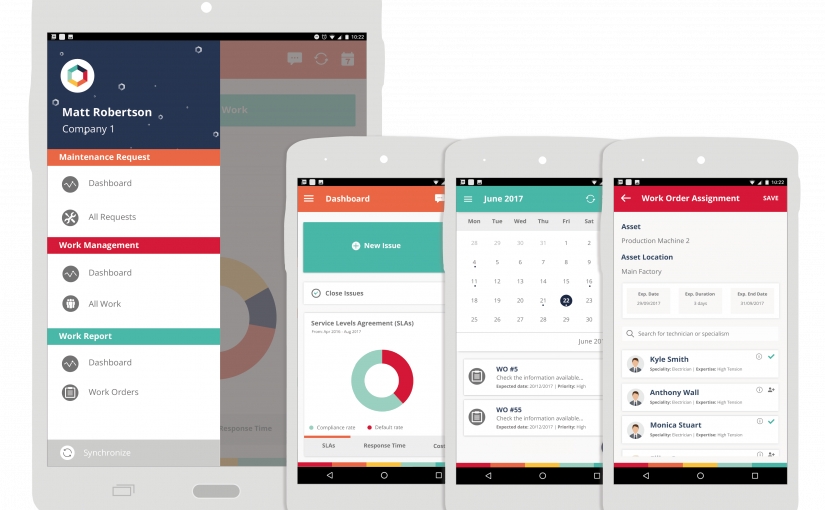 10:22
Matt Robertson
Company 1
Maintenance Request
Dashboard
All Requests
Work Management
Dashboard
All Work
Work Report
Dashboard
Work Orders
Synchronize
Work
Response Time
Dashboard
New Issue
Close Issues
Service Levels Agreement (SLAs)
From Apr 2016 - Aug 2017
Compliance rate
Default rate
SLAs
Response Time
June 2017
Mon Tue Wed Thu Fri Sat
28 29 30 31 1 2
4 5 6 7 8 9
11 12 13 14 15 16
18 19 20 21 22 23
25 26 27 28 29 30
WO #5
Check the information available...
Expected date: 20/12/2017 | Priority: High
WO #55
Check the information available...
Expected date: 20/12/2017 | Priority: High
10:22
Work Order Assignment
SAVE
Asset
Production Machine 2
Asset Location
Main Factory
Exp. Date
29/09/2017
Exp. Duration
3 days
Exp. End Date
31/09/2017
Search for technician or specialism
Kyle Smith
Speciality: Electrician | Expertise: High Tension
Anthony Wall
Speciality: Electrician | Expertise: High Tension
Monica Stuart
Speciality: Electrician | Expertise: High Tension